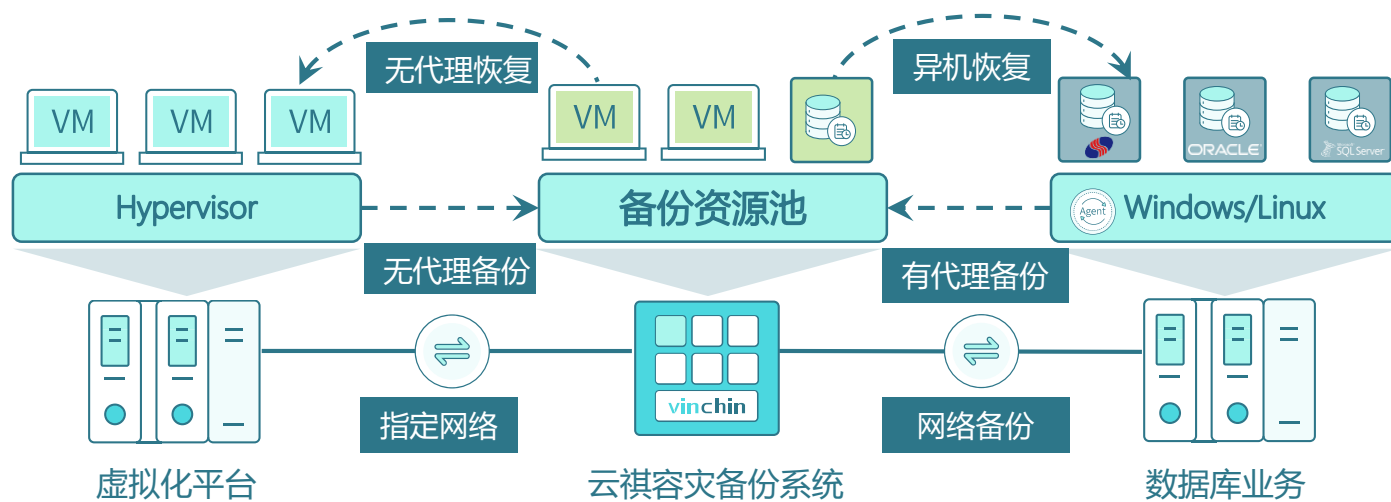 无代理恢复
异机恢复
VM
VM
VM
VM
VM
ORACLE
SQL Server
Hypervisor
备份资源池
Agent
Windows/Linux
无代理备份
有代理备份
vinchin
指定网络
网络备份
虚拟化平台
云祺容灾备份系统
数据库业务